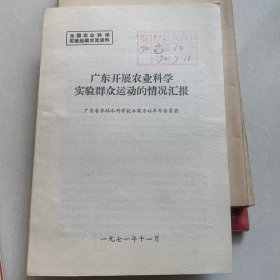 全国农业科学
实验经验交流资料
广东开展农业科学
实验群众运动的情况汇报
广东省农林水科学技术服务站革命委员会
一九七一年十一月